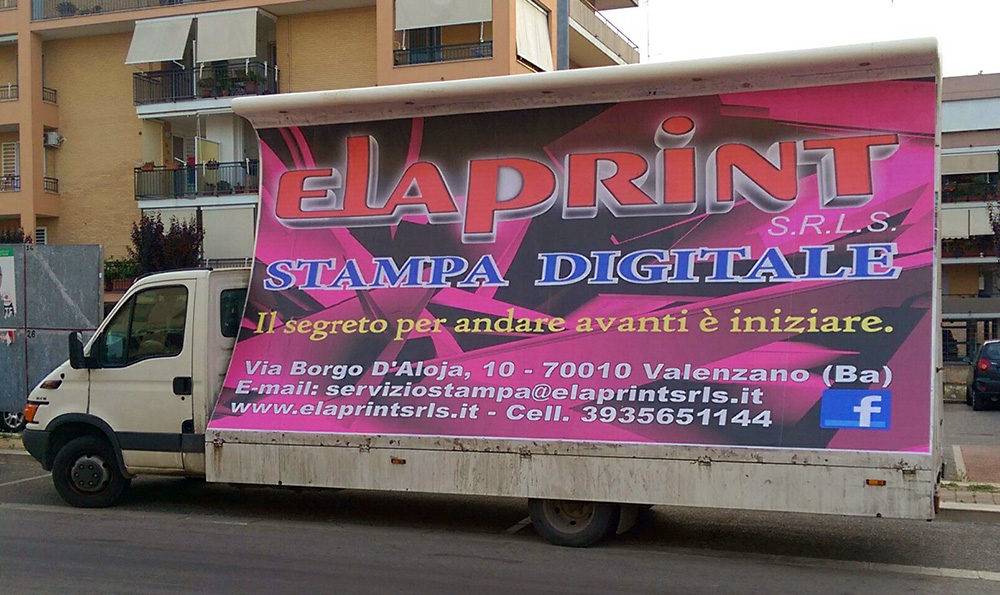 ELAPRINT
S.R.L.S.
STAMPA DIGITALE
Il segreto per andare avanti è iniziare.
Via Borgo D'Aloja, 10 - 70010 Valenzano (Ba)
E-mail: serviziostampa@elaprintsrls.it
www.elaprintsrls.it - Cell. 3935651144
f